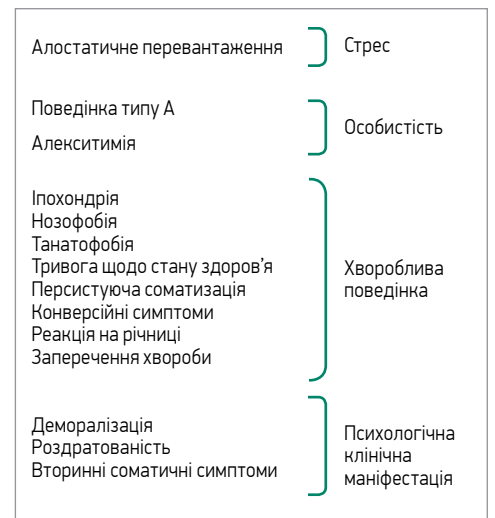 Алостатичне перевантаження
Стрес
Поведінка типу А
Алекситимія
Особистість
Іпохондрія
Нозофобія
Танатофобія
Тривога щодо стану здоров’я
Персистуюча соматизація
Конверсійні симптоми
Реакція на річниці
Заперечення хвороби
Хвороблива
поведінка
Деморалізація
Роздратованість
Вторинні соматичні симптоми
Психологічна
клінічна
маніфестація